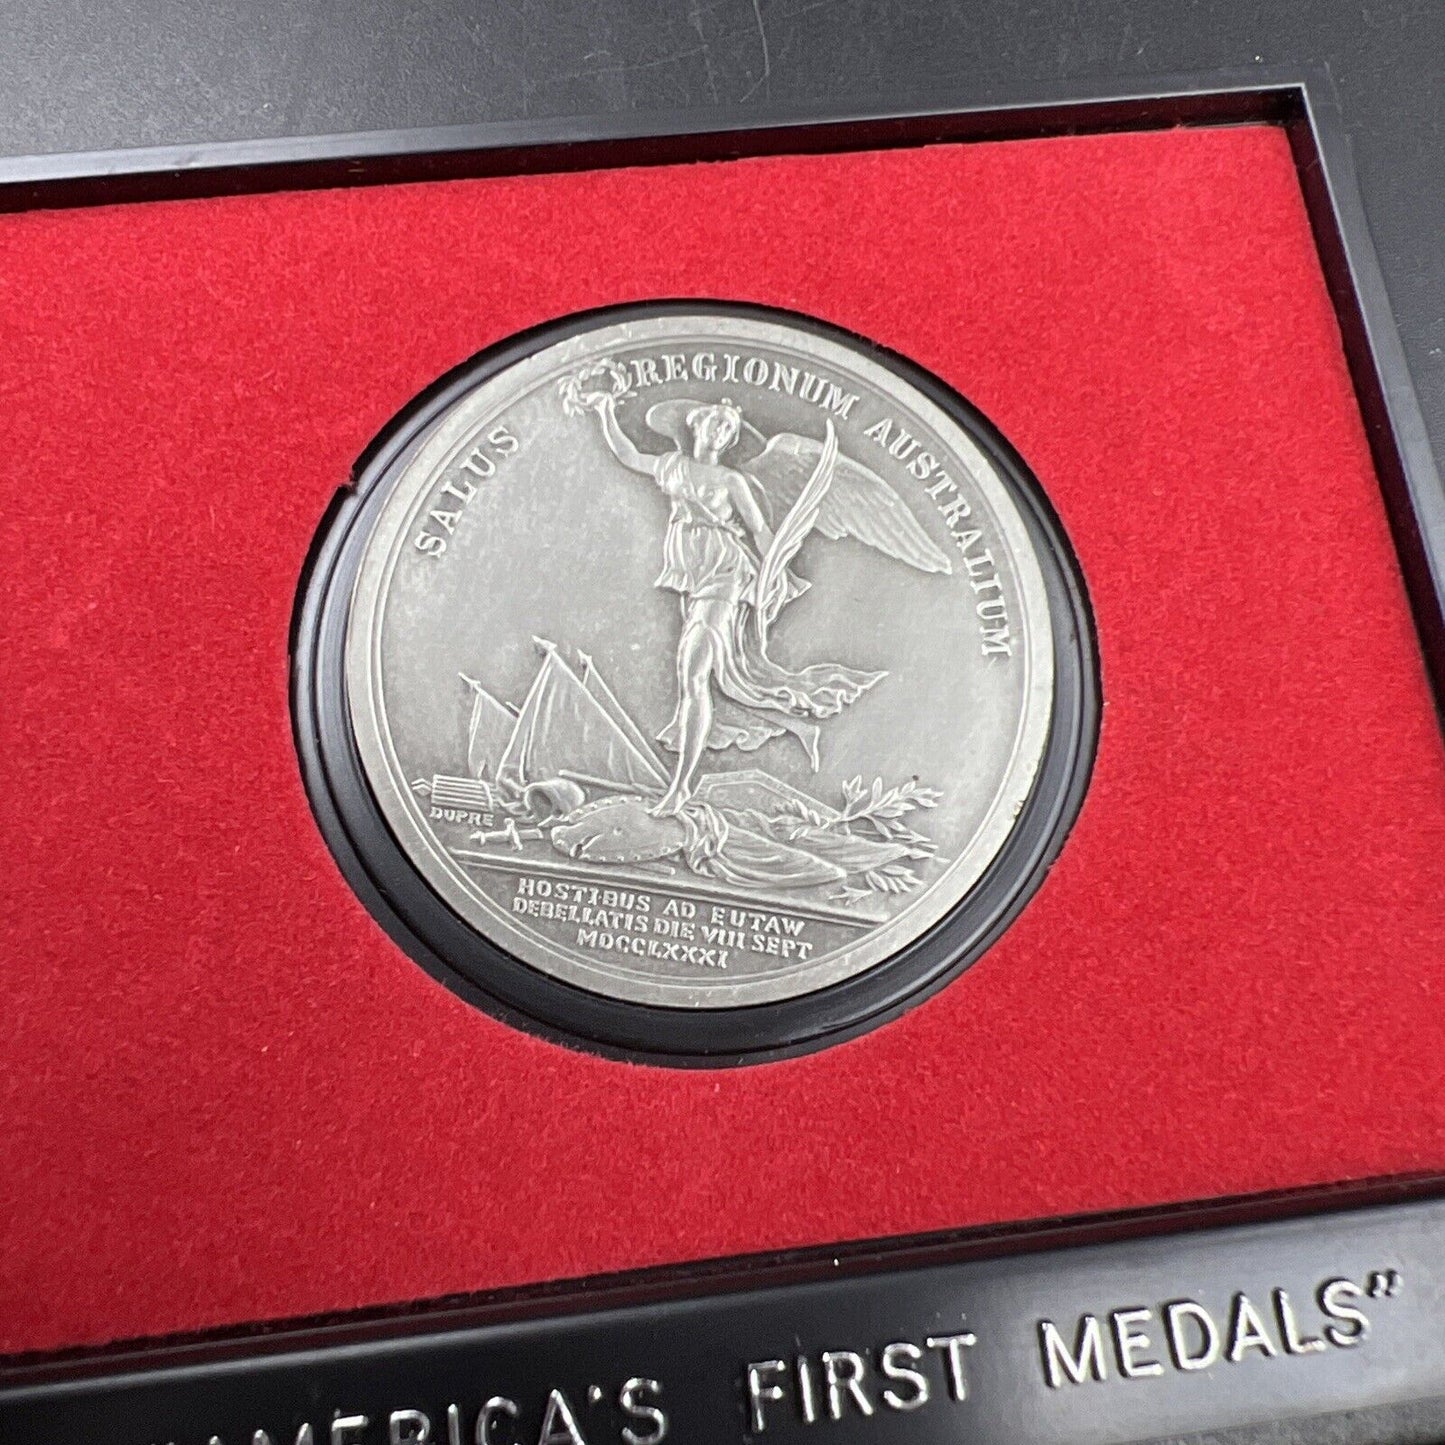 SALUS REGIONUM AUSTRALIUM
DUPRE
HOSTIBUS AD EUTAW
DEBELLATIS DIE VIII SEPT
MDCCLXXXI
"AMERICA'S FIRST MEDALS"